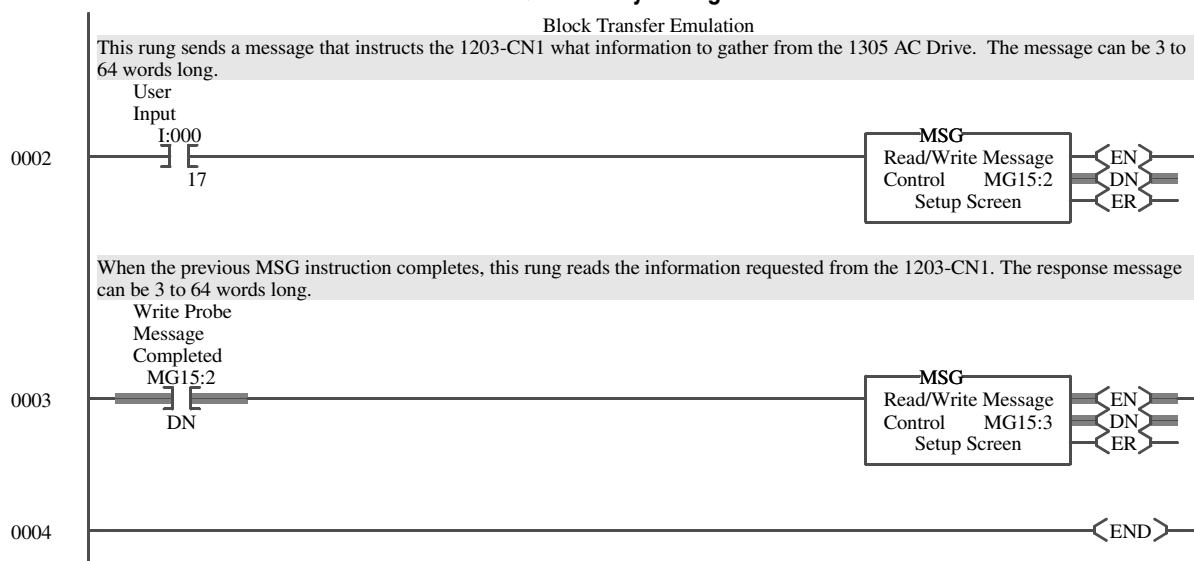 Block Transfer Emulation
This rung sends a message that instructs the 1203-CN1 what information to gather from the 1305 AC Drive.  The message can be 3 to
64 words long.
User
Input
I:000
17
0002
MSG
Read/Write Message
Control MG15:2
Setup Screen
EN
DN
ER
When the previous MSG instruction completes, this rung reads the information requested from the 1203-CN1. The response message
can be 3 to 64 words long.
Write Probe
Message
Completed
MG15:2
DN
0003
MSG
Read/Write Message
Control MG15:3
Setup Screen
EN
DN
ER
0004
END